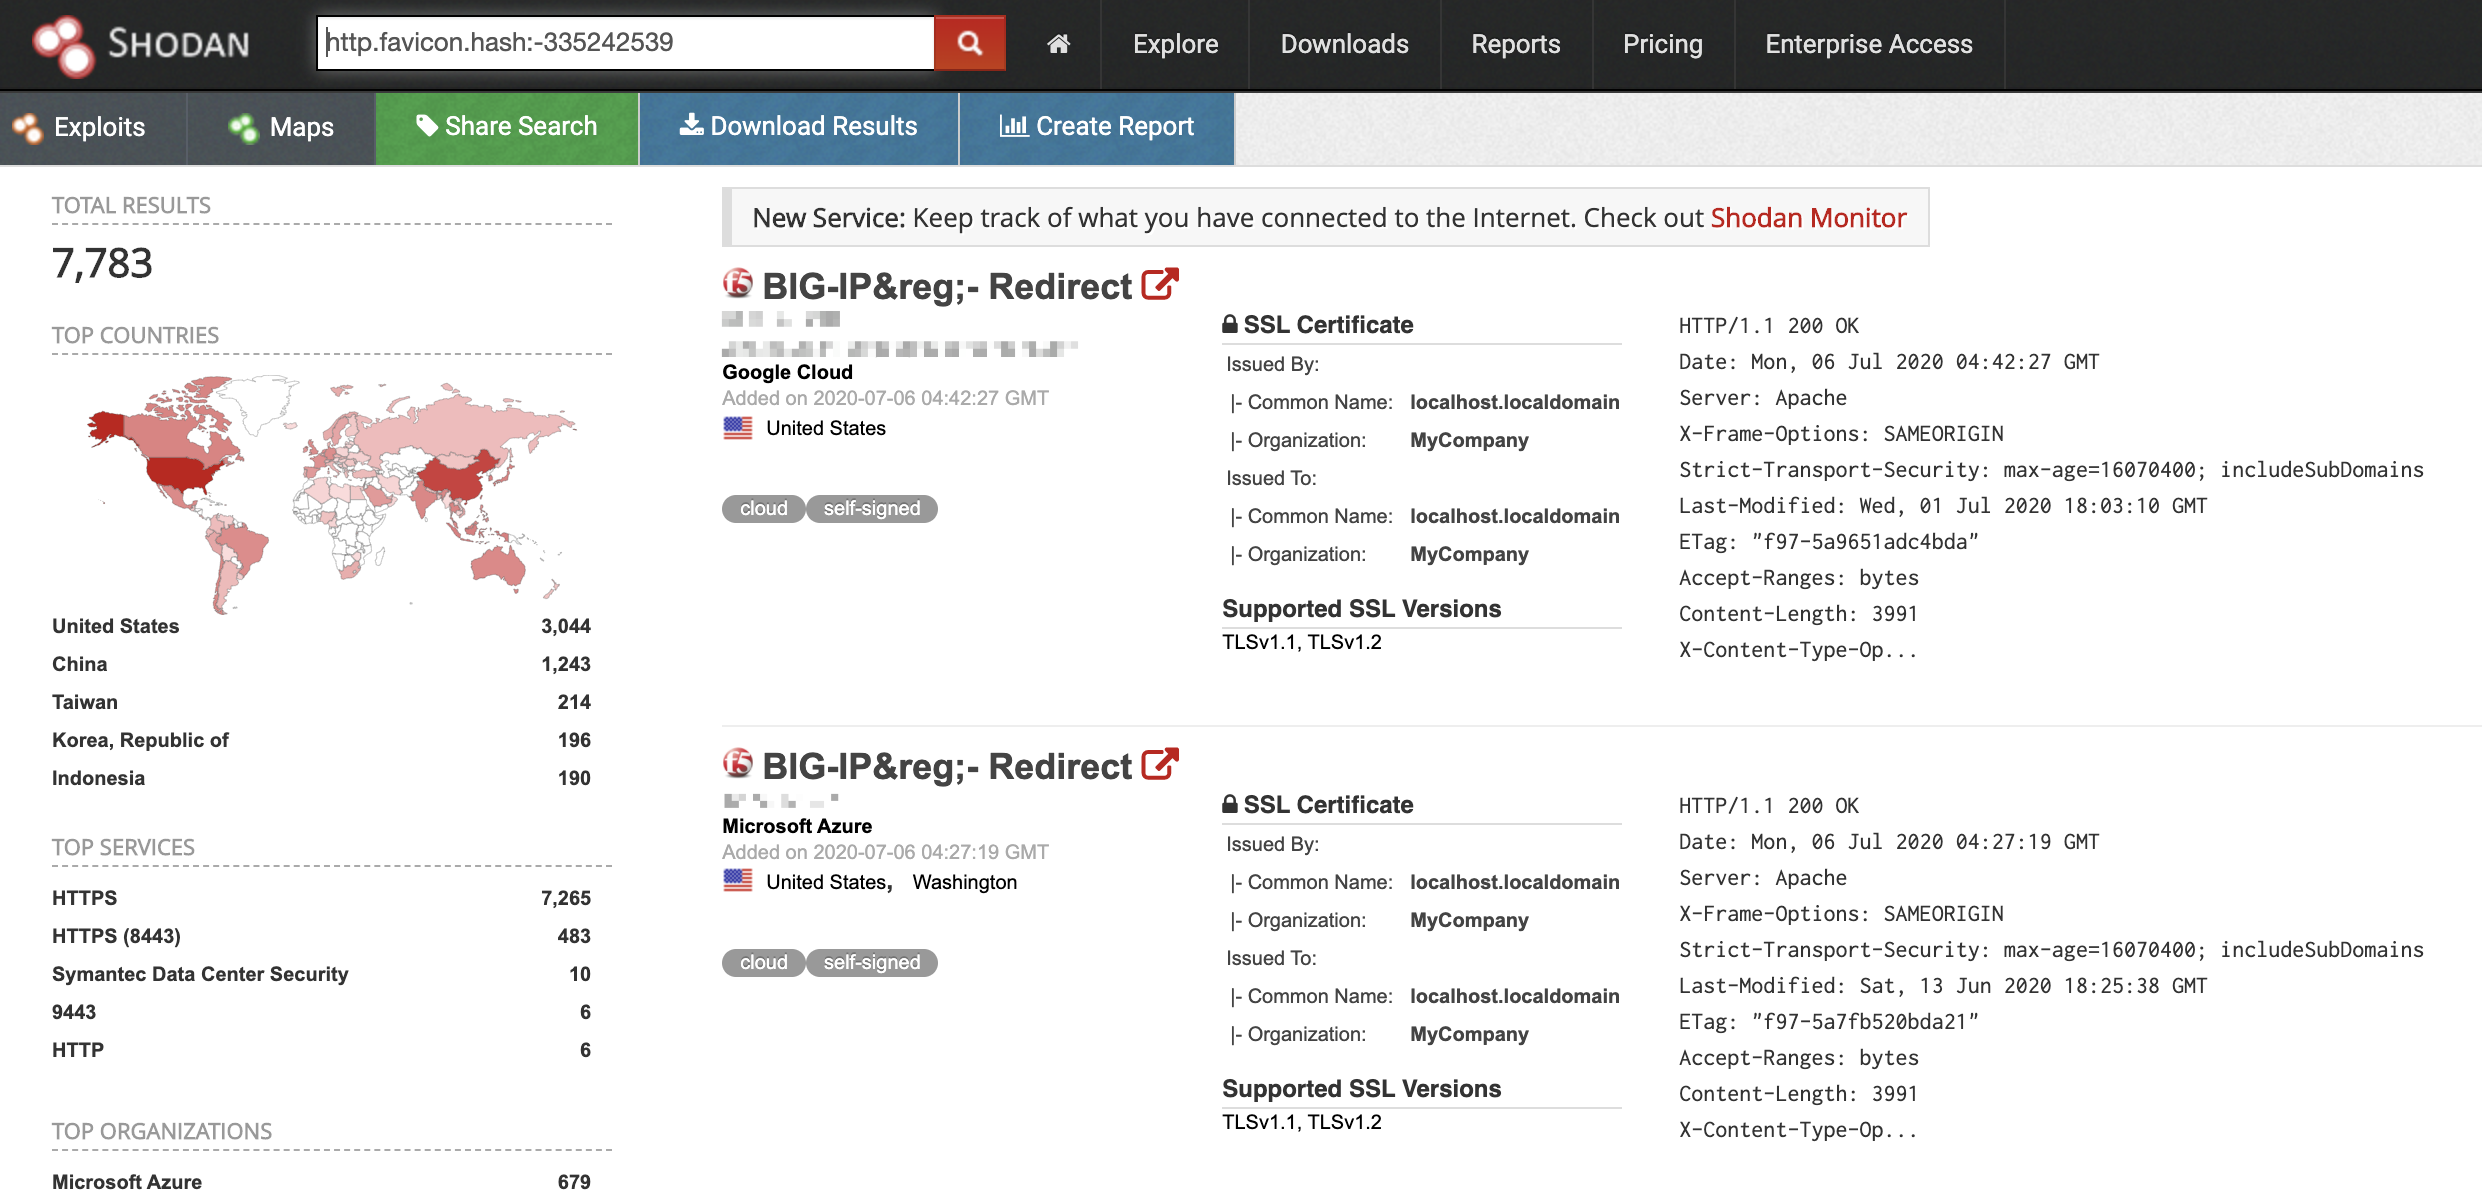 SHODAN
http.favicon.hash:-335242539
Explore
Downloads
Reports
Pricing
Enterprise Access
Exploits
Maps
Share Search
Download Results
Create Report
TOTAL RESULTS
7,783
TOP COUNTRIES
United States 3,044
China 1,243
Taiwan 214
Korea, Republic of 196
Indonesia 190
TOP SERVICES
HTTPS 7,265
HTTPS (8443) 483
Symantec Data Center Security 10
9443 6
HTTP 6
TOP ORGANIZATIONS
Microsoft Azure 679
New Service: Keep track of what you have connected to the Internet. Check out Shodan Monitor
f5 BIG-IP&reg;- Redirect
Google Cloud
Added on 2020-07-06 04:42:27 GMT
United States
cloud self-signed
SSL Certificate
Issued By:
|- Common Name: localhost.localdomain
|- Organization: MyCompany
Issued To:
|- Common Name: localhost.localdomain
|- Organization: MyCompany
Supported SSL Versions
TLSv1.1, TLSv1.2
HTTP/1.1 200 OK
Date: Mon, 06 Jul 2020 04:42:27 GMT
Server: Apache
X-Frame-Options: SAMEORIGIN
Strict-Transport-Security: max-age=16070400; includeSubDomains
Last-Modified: Wed, 01 Jul 2020 18:03:10 GMT
ETag: "f97-5a9651adc4bda"
Accept-Ranges: bytes
Content-Length: 3991
X-Content-Type-Op...
f5 BIG-IP&reg;- Redirect
Microsoft Azure
Added on 2020-07-06 04:27:19 GMT
United States, Washington
cloud self-signed
SSL Certificate
Issued By:
|- Common Name: localhost.localdomain
|- Organization: MyCompany
Issued To:
|- Common Name: localhost.localdomain
|- Organization: MyCompany
Supported SSL Versions
TLSv1.1, TLSv1.2
HTTP/1.1 200 OK
Date: Mon, 06 Jul 2020 04:27:19 GMT
Server: Apache
X-Frame-Options: SAMEORIGIN
Strict-Transport-Security: max-age=16070400; includeSubDomains
Last-Modified: Sat, 13 Jun 2020 18:25:38 GMT
ETag: "f97-5a7fb520bda21"
Accept-Ranges: bytes
Content-Length: 3991
X-Content-Type-Op...